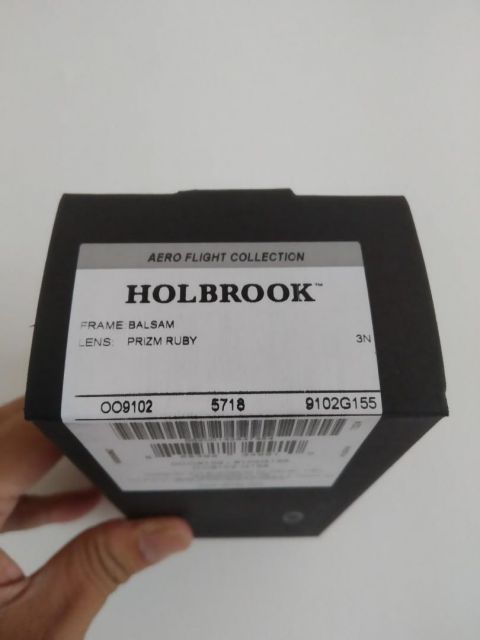 AERO FLIGHT COLLECTION
HOLBROOK™
FRAME BALSAM
LENS: PRIZM RUBY 3N
OO9102 5718 9102G155